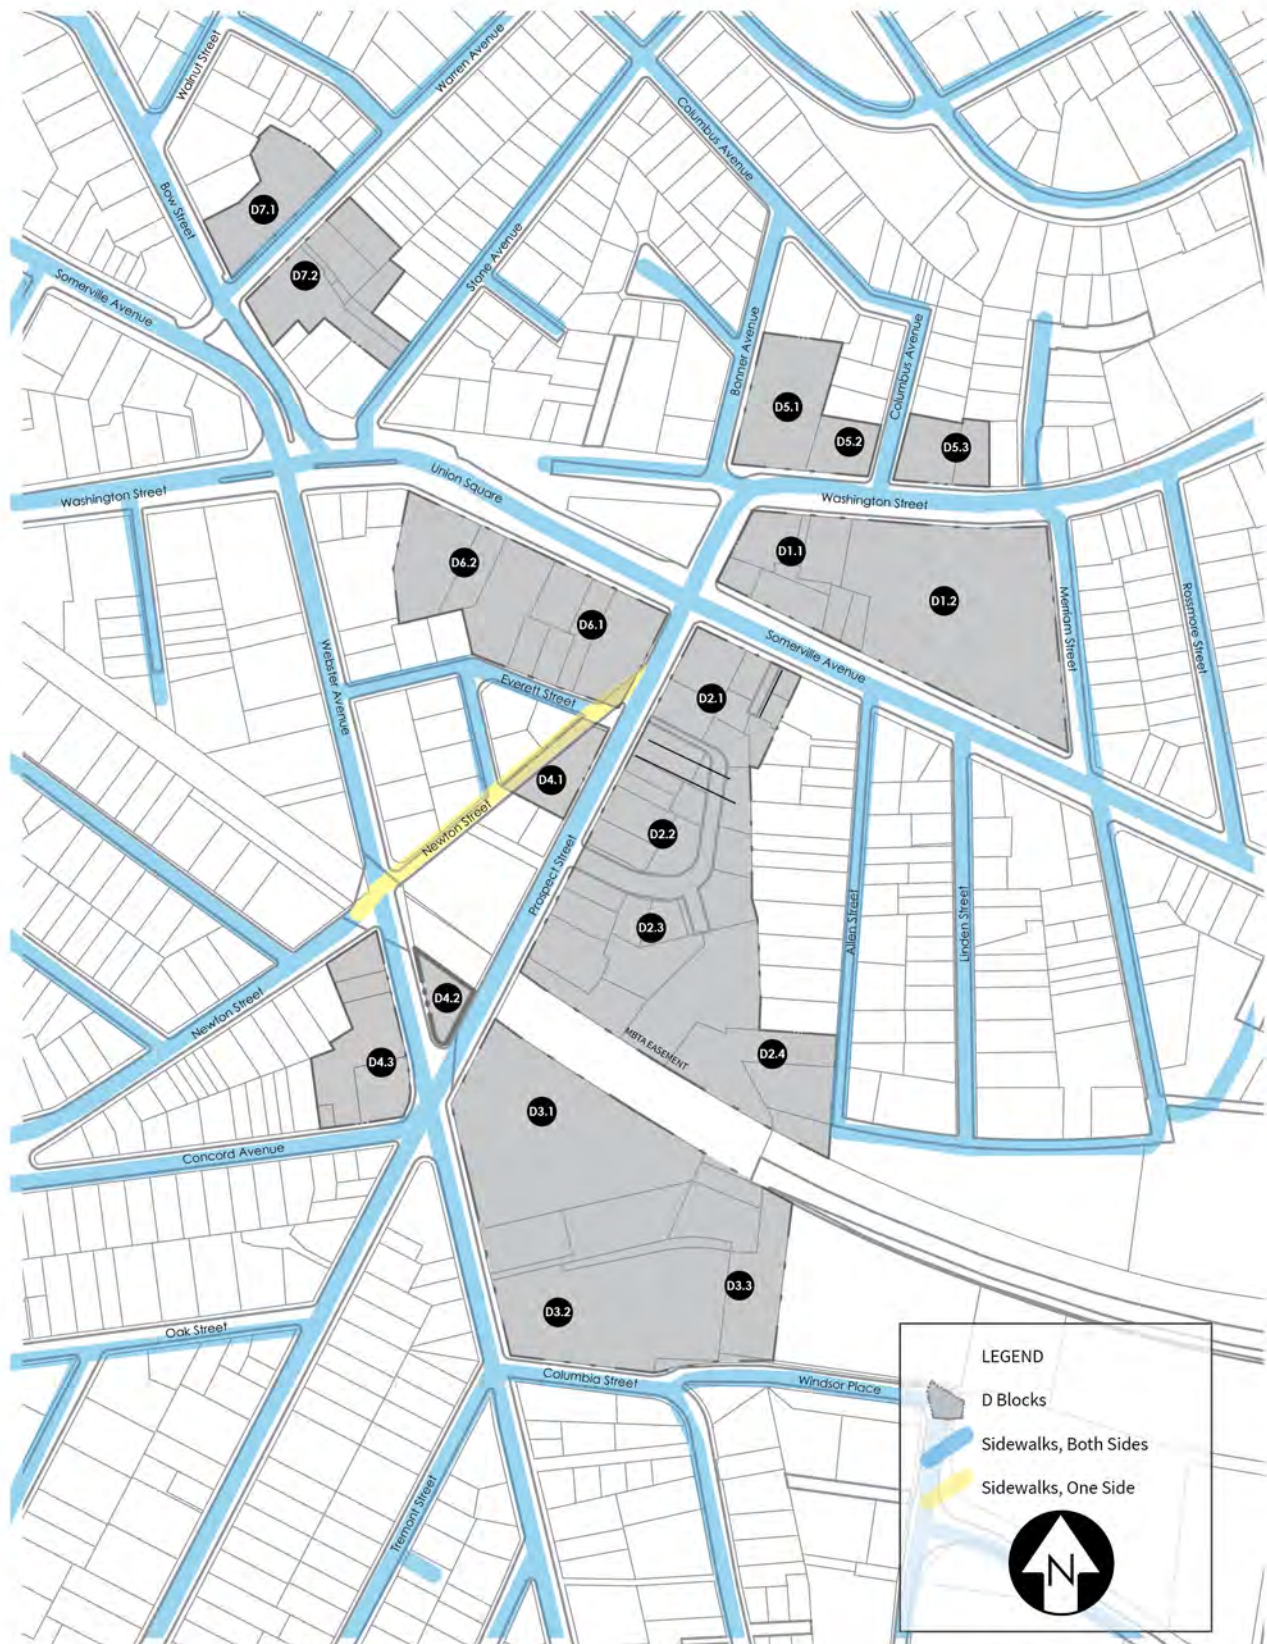 Walnut Street
Warren Avenue
Columbus Avenue
Bow Street
D7.1
Stone Avenue
D7.2
Somerville Avenue
Bonner Avenue
Columbus Avenue
D5.1
D5.2
D5.3
Union Square
Washington Street
Washington Street
D1.1
D6.2
D1.2
D6.1
Merriam Street
Rossmore Street
Somerville Avenue
Webster Avenue
Everett Street
D2.1
D4.1
Newton Street
D2.2
Prospect Street
Allen Street
Linden Street
D2.3
D4.2
Newton Street
MBTA EASEMENT
D2.4
D4.3
D3.1
Concord Avenue
D3.3
D3.2
Oak Street
Columbia Street
Windsor Place
Tremont Street
LEGEND
D Blocks
Sidewalks, Both Sides
Sidewalks, One Side
N